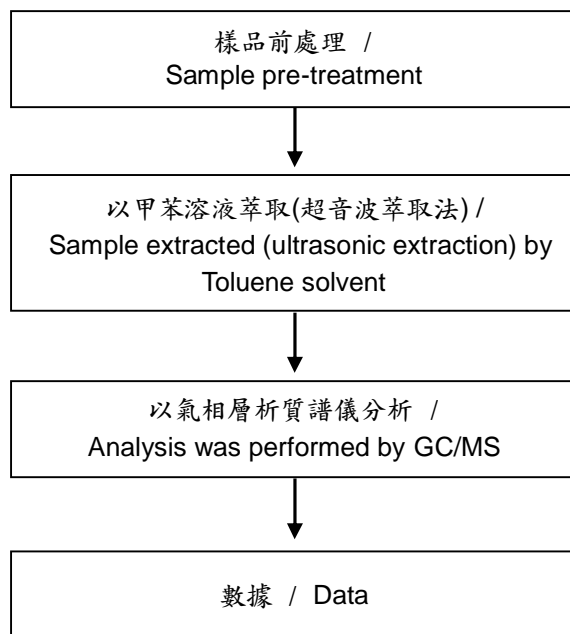 樣品前處理 /
Sample pre-treatment
以甲苯溶液萃取(超音波萃取法) /
Sample extracted (ultrasonic extraction) by
Toluene solvent
以氣相層析質譜儀分析 /
Analysis was performed by GC/MS
數據 / Data